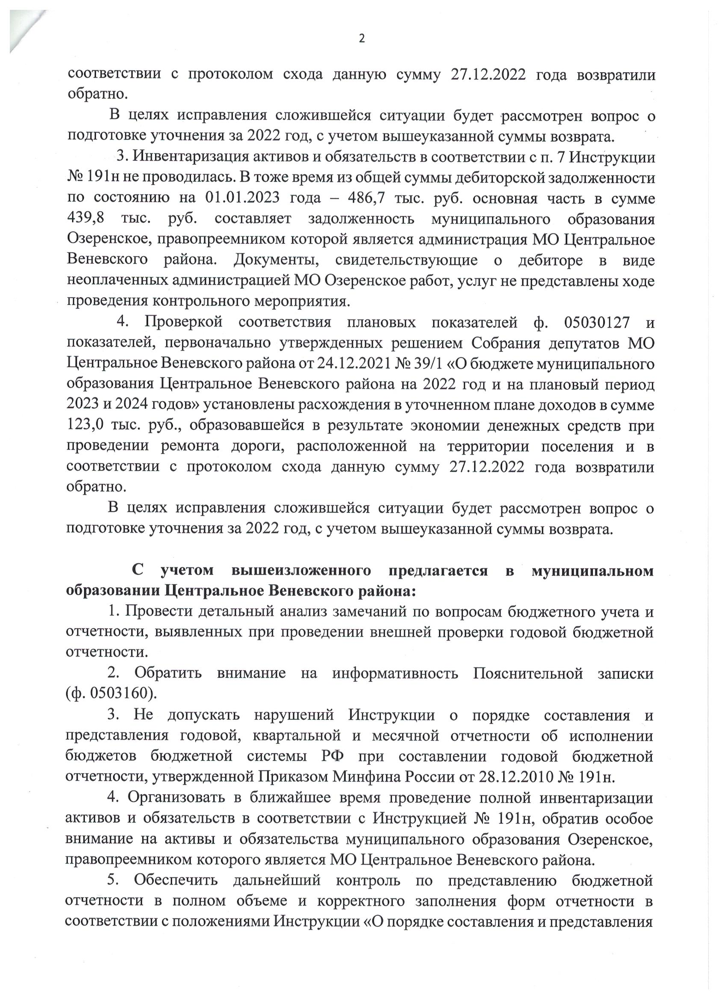 2
соответствии с протоколом схода данную сумму 27.12.2022 года возвратили
обратно.
В целях исправления сложившейся ситуации будет рассмотрен вопрос о
подготовке уточнения за 2022 год, с учетом вышеуказанной суммы возврата.
3. Инвентаризация активов и обязательств в соответствии с п. 7 Инструкции
№ 191н не проводилась. В тоже время из общей суммы дебиторской задолженности
по состоянию на 01.01.2023 года – 486,7 тыс. руб. основная часть в сумме
439,8 тыс. руб. составляет задолженность муниципального образования
Озеренское, правопреемником которой является администрация МО Центральное
Веневского района. Документы, свидетельствующие о дебиторе в виде
неоплаченных администрацией МО Озеренское работ, услуг не представлены ходе
проведения контрольного мероприятия.
4. Проверкой соответствия плановых показателей ф. 05030127 и
показателей, первоначально утвержденных решением Собрания депутатов МО
Центральное Веневского района от 24.12.2021 № 39/1 «О бюджете муниципального
образования Центральное Веневского района на 2022 год и на плановый период
2023 и 2024 годов» установлены расхождения в уточненном плане доходов в сумме
123,0 тыс. руб., образовавшейся в результате экономии денежных средств при
проведении ремонта дороги, расположенной на территории поселения и в
соответствии с протоколом схода данную сумму 27.12.2022 года возвратили
обратно.
В целях исправления сложившейся ситуации будет рассмотрен вопрос о
подготовке уточнения за 2022 год, с учетом вышеуказанной суммы возврата.
С учетом вышеизложенного предлагается в муниципальном
образовании Центральное Веневского района:
1. Провести детальный анализ замечаний по вопросам бюджетного учета и
отчетности, выявленных при проведении внешней проверки годовой бюджетной
отчетности.
2. Обратить внимание на информативность Пояснительной записки
(ф. 0503160).
3. Не допускать нарушений Инструкции о порядке составления и
представления годовой, квартальной и месячной отчетности об исполнении
бюджетов бюджетной системы РФ при составлении годовой бюджетной
отчетности, утвержденной Приказом Минфина России от 28.12.2010 № 191н.
4. Организовать в ближайшее время проведение полной инвентаризации
активов и обязательств в соответствии с Инструкцией № 191н, обратив особое
внимание на активы и обязательства муниципального образования Озеренское,
правопреемником которого является МО Центральное Веневского района.
5. Обеспечить дальнейший контроль по представлению бюджетной
отчетности в полном объеме и корректного заполнения форм отчетности в
соответствии с положениями Инструкции «О порядке составления и представления